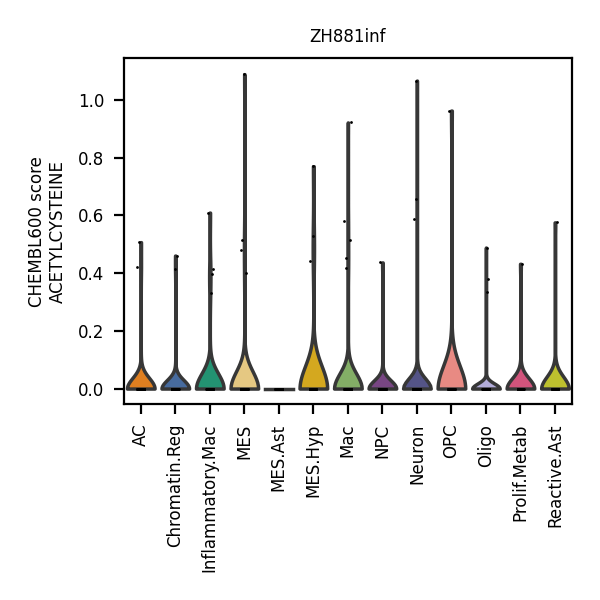 ZH881inf
CHEMBL600 score
ACETYLCYSTEINE
1.0
0.8
0.6
0.4
0.2
0.0
AC
Chromatin.Reg
Inflammatory.Mac
MES
MES.Ast
MES.Hyp
Mac
NPC
Neuron
OPC
Oligo
Prolif.Metab
Reactive.Ast